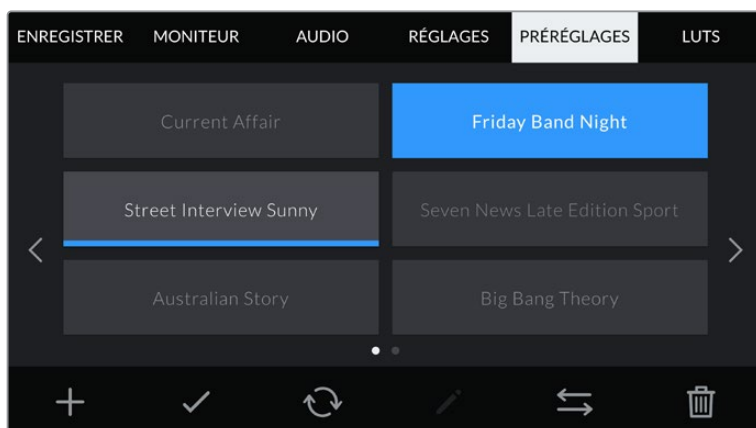 ENREGISTRER MONITEUR AUDIO RÉGLAGES PRÉRÉGLAGES LUTS
Current Affair Friday Band Night
Street Interview Sunny Seven News Late Edition Sport
Australian Story Big Bang Theory